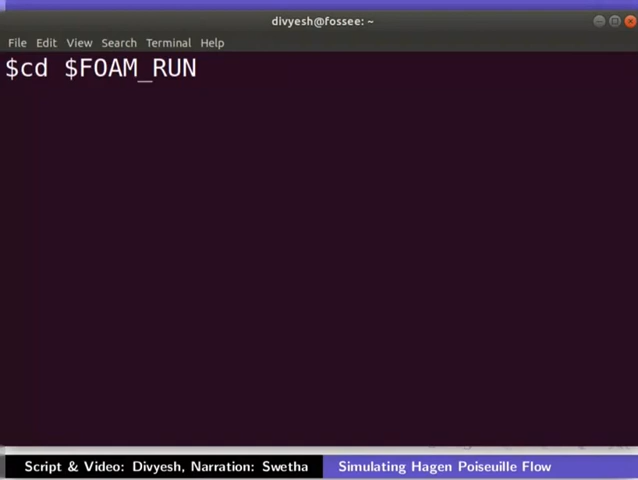 divyesh@fossee: ~
File Edit View Search Terminal Help
$cd $FOAM_RUN
Script & Video: Divyesh, Narration: Swetha
Simulating Hagen Poiseuille Flow